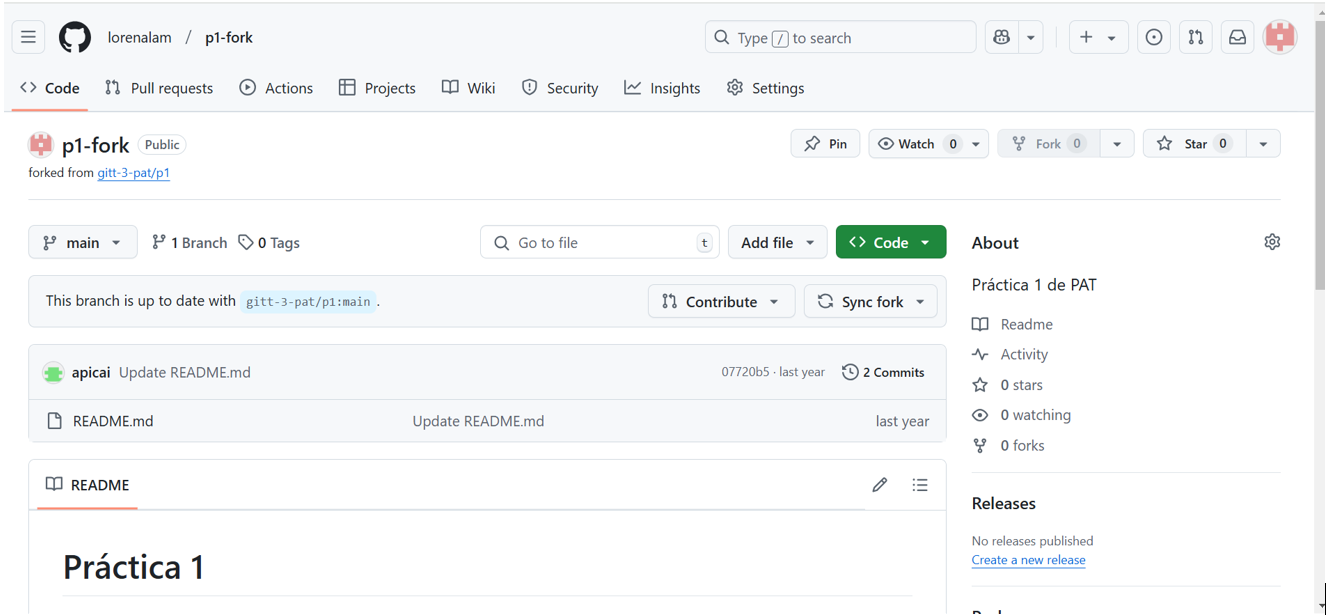 lorenalam / p1-fork
Type / to search
Code Pull requests Actions Projects Wiki Security Insights Settings
p1-fork Public
Pin Watch 0 Fork 0 Star 0
forked from gitt-3-pat/p1
main 1 Branch 0 Tags
Go to file t Add file Code
This branch is up to date with gitt-3-pat/p1:main .
Contribute Sync fork
apicai Update README.md 07720b5 · last year 2 Commits
README.md Update README.md last year
README
Práctica 1
About
Práctica 1 de PAT
Readme
Activity
0 stars
0 watching
0 forks
Releases
No releases published
Create a new release